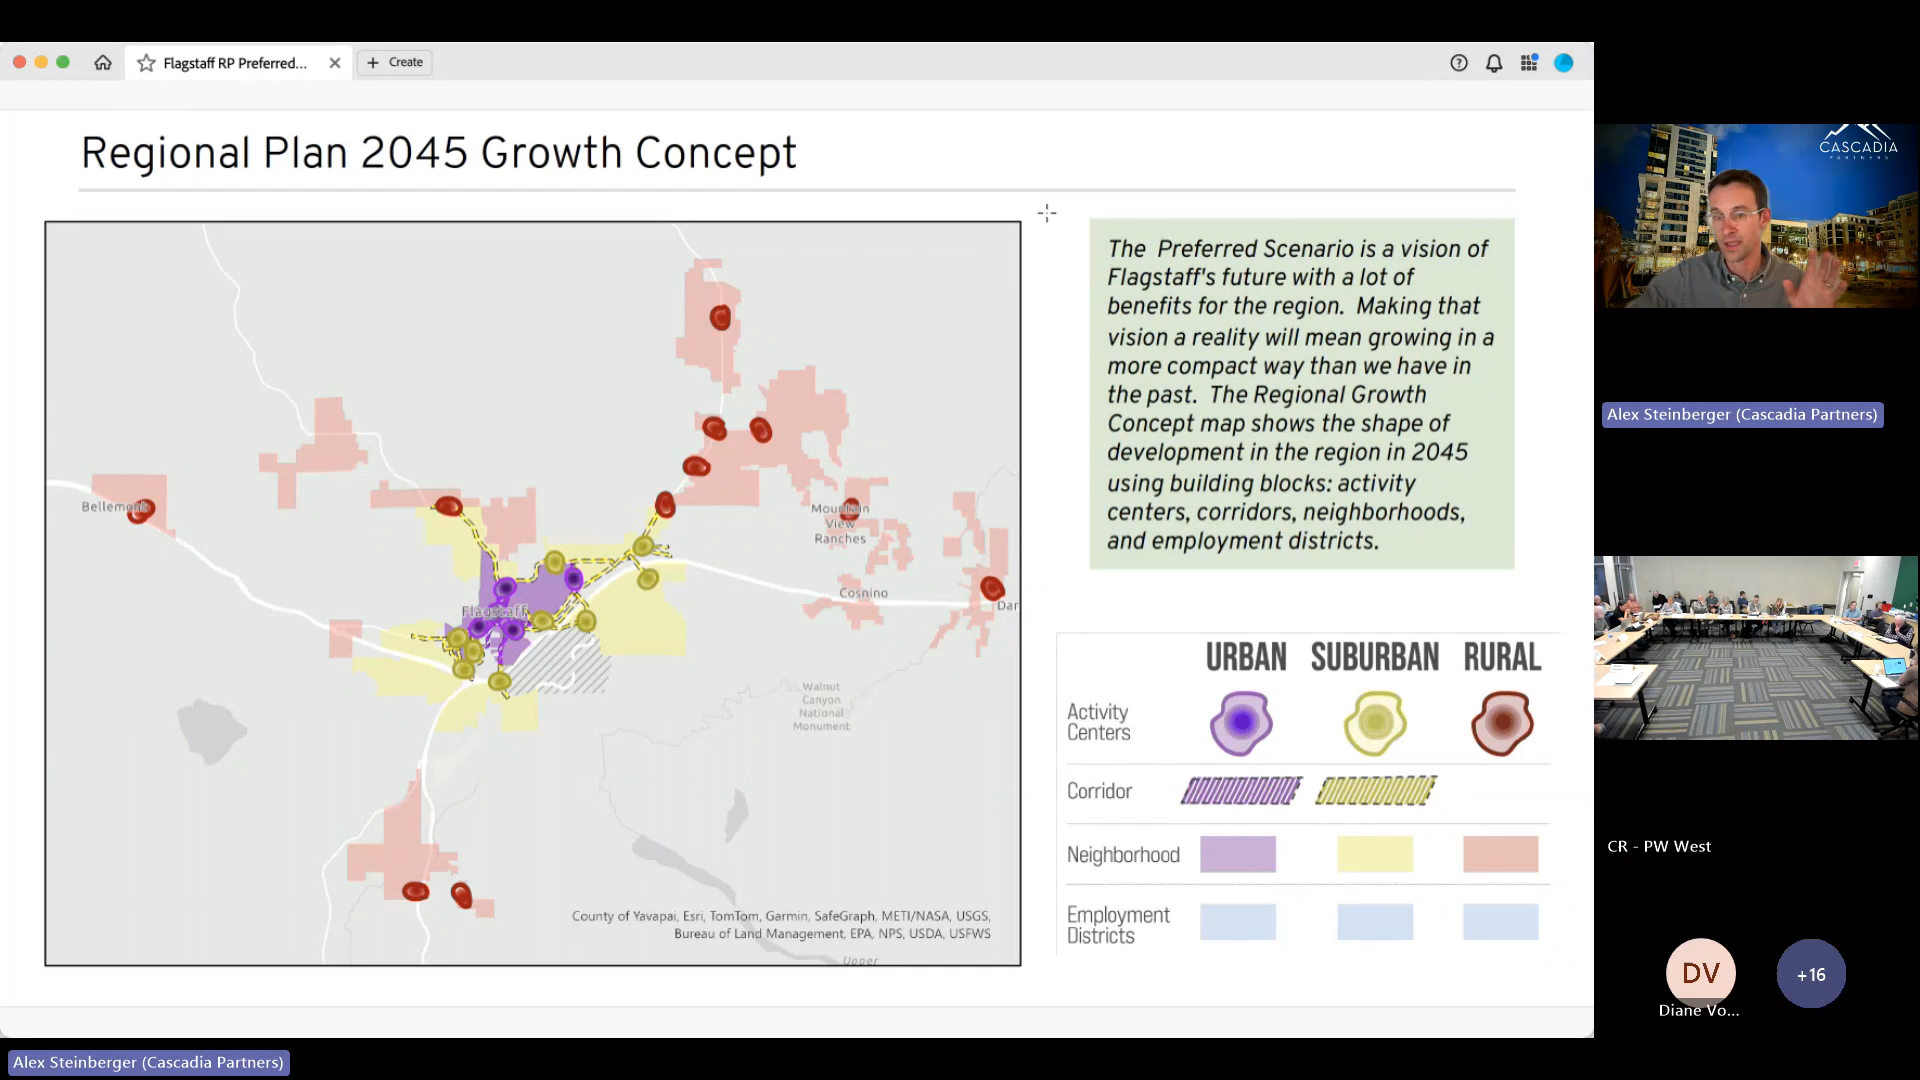 Flagstaff RP Preferred...
Create
Regional Plan 2045 Growth Concept
The Preferred Scenario is a vision of
Flagstaff's future with a lot of
benefits for the region. Making that
vision a reality will mean growing in a
more compact way than we have in
the past. The Regional Growth
Concept map shows the shape of
development in the region in 2045
using building blocks: activity
centers, corridors, neighborhoods,
and employment districts.
Bellemont
Flagstaff
Mountain
View
Ranches
Cosnino
Dar
Walnut
Canyon
National
Monument
County of Yavapai, Esri, TomTom, Garmin, SafeGraph, METI/NASA, USGS,
Bureau of Land Management, EPA, NPS, USDA, USFWS
Upper
URBAN SUBURBAN RURAL
Activity
Centers
Corridor
Neighborhood
Employment
Districts
CASCADIA
PARTNERS
Alex Steinberger (Cascadia Partners)
CR - PW West
DV
+16
Diane Vo...
Alex Steinberger (Cascadia Partners)